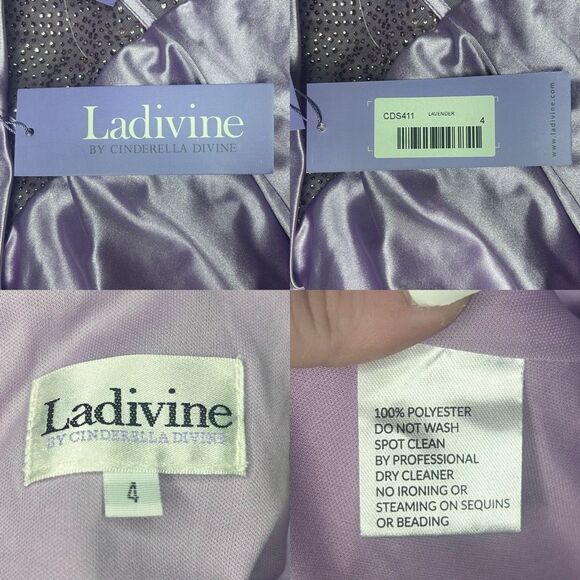 Ladivine
BY CINDERELLA DIVINE
CDS411 LAVENDER
4
www.ladivine.com
Ladivine
BY CINDERELLA DIVINE
4
100% POLYESTER
DO NOT WASH
SPOT CLEAN
BY PROFESSIONAL
DRY CLEANER
NO IRONING OR
STEAMING ON SEQUINS
OR BEADING